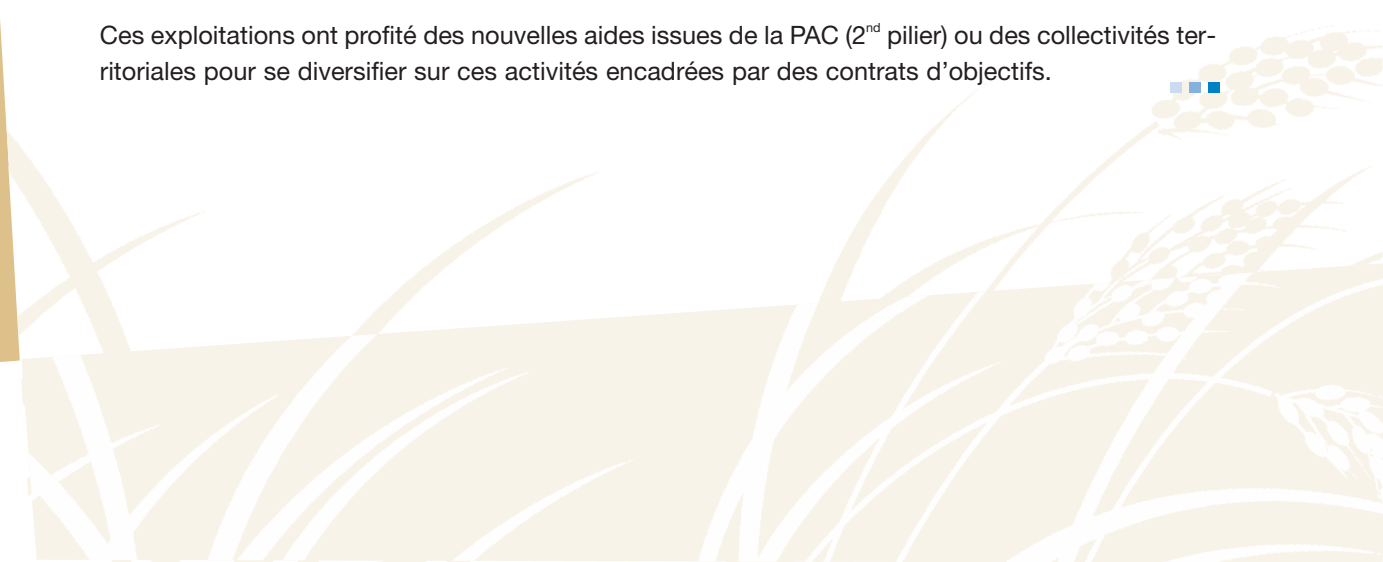 Ces exploitations ont profité des nouvelles aides issues de la PAC (2nd pilier) ou des collectivités ter-
ritoriales pour se diversifier sur ces activités encadrées par des contrats d’objectifs.